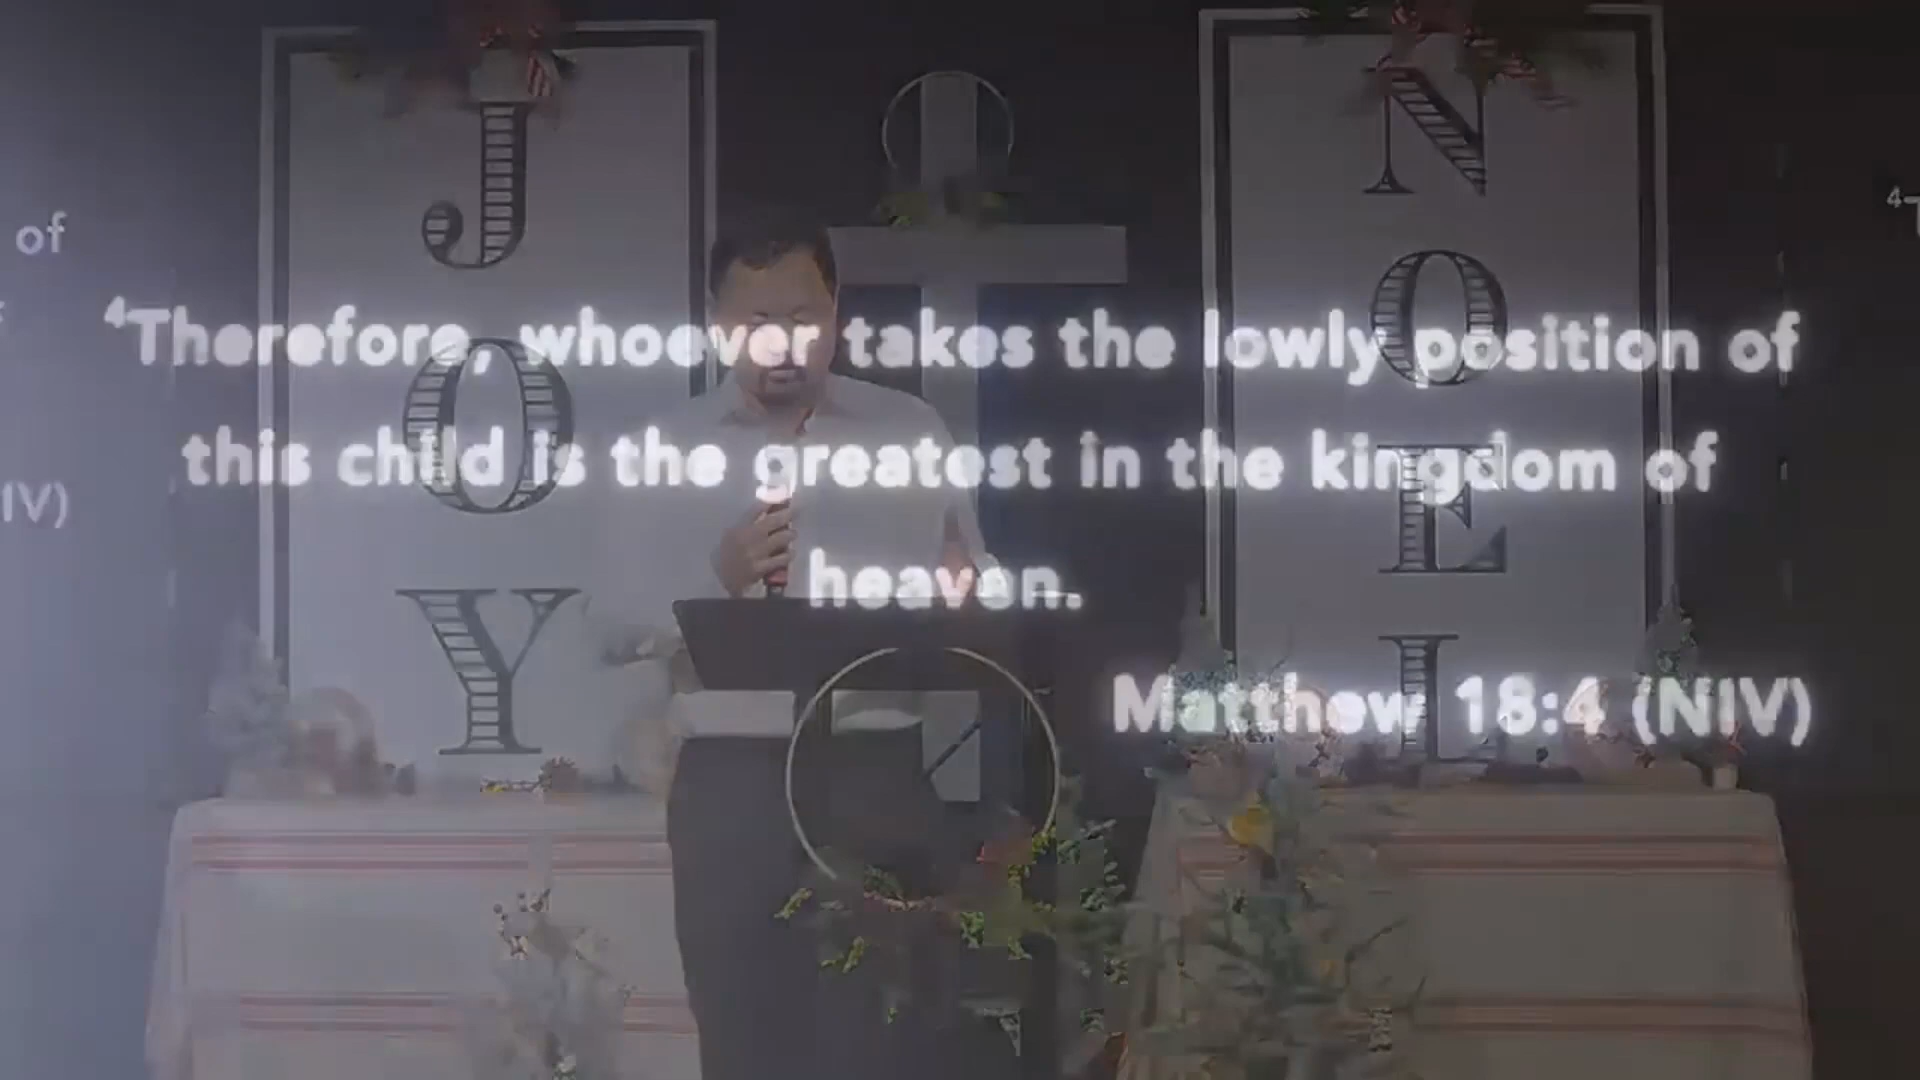 JOY
NOEL
of
IV)
⁴Therefore, whoever takes the lowly position of
this child is the greatest in the kingdom of
heaven.
Matthew 18:4 (NIV)